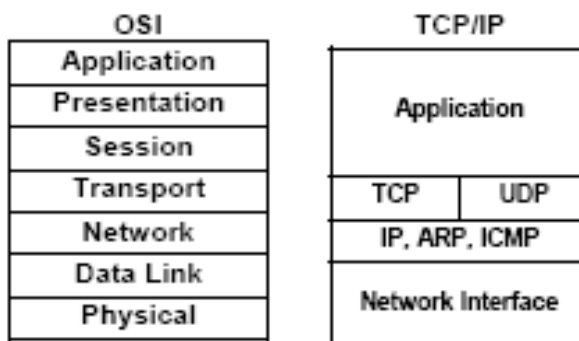 OSI
Application
Presentation
Session
Transport
Network
Data Link
Physical
TCP/IP
Application
TCP UDP
IP, ARP, ICMP
Network Interface